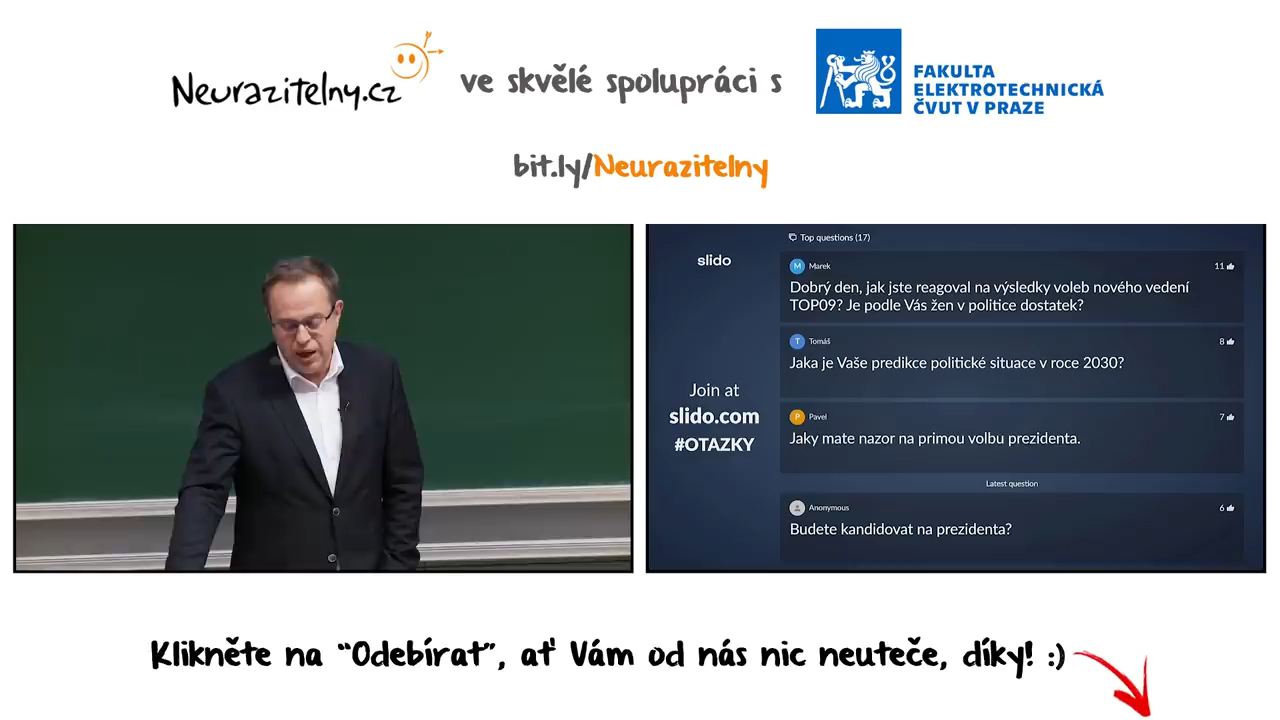 Neurazitelny.cz
ve skvělé spolupráci s
FAKULTA
ELEKTROTECHNICKÁ
ČVUT V PRAZE
bit.ly/Neurazitelny
slido
Join at
slido.com
#OTAZKY
Top questions (17)
M Marek 11
Dobrý den, jak jste reagoval na výsledky voleb nového vedení
TOP09? Je podle Vás žen v politice dostatek?
T Tomáš 8
Jaka je Vaše predikce politické situace v roce 2030?
P Pavel 7
Jaky mate nazor na primou volbu prezidenta.
Latest question
Anonymous 6
Budete kandidovat na prezidenta?
Klikněte na “Odebírat”, ať Vám od nás nic neuteče, díky! :)